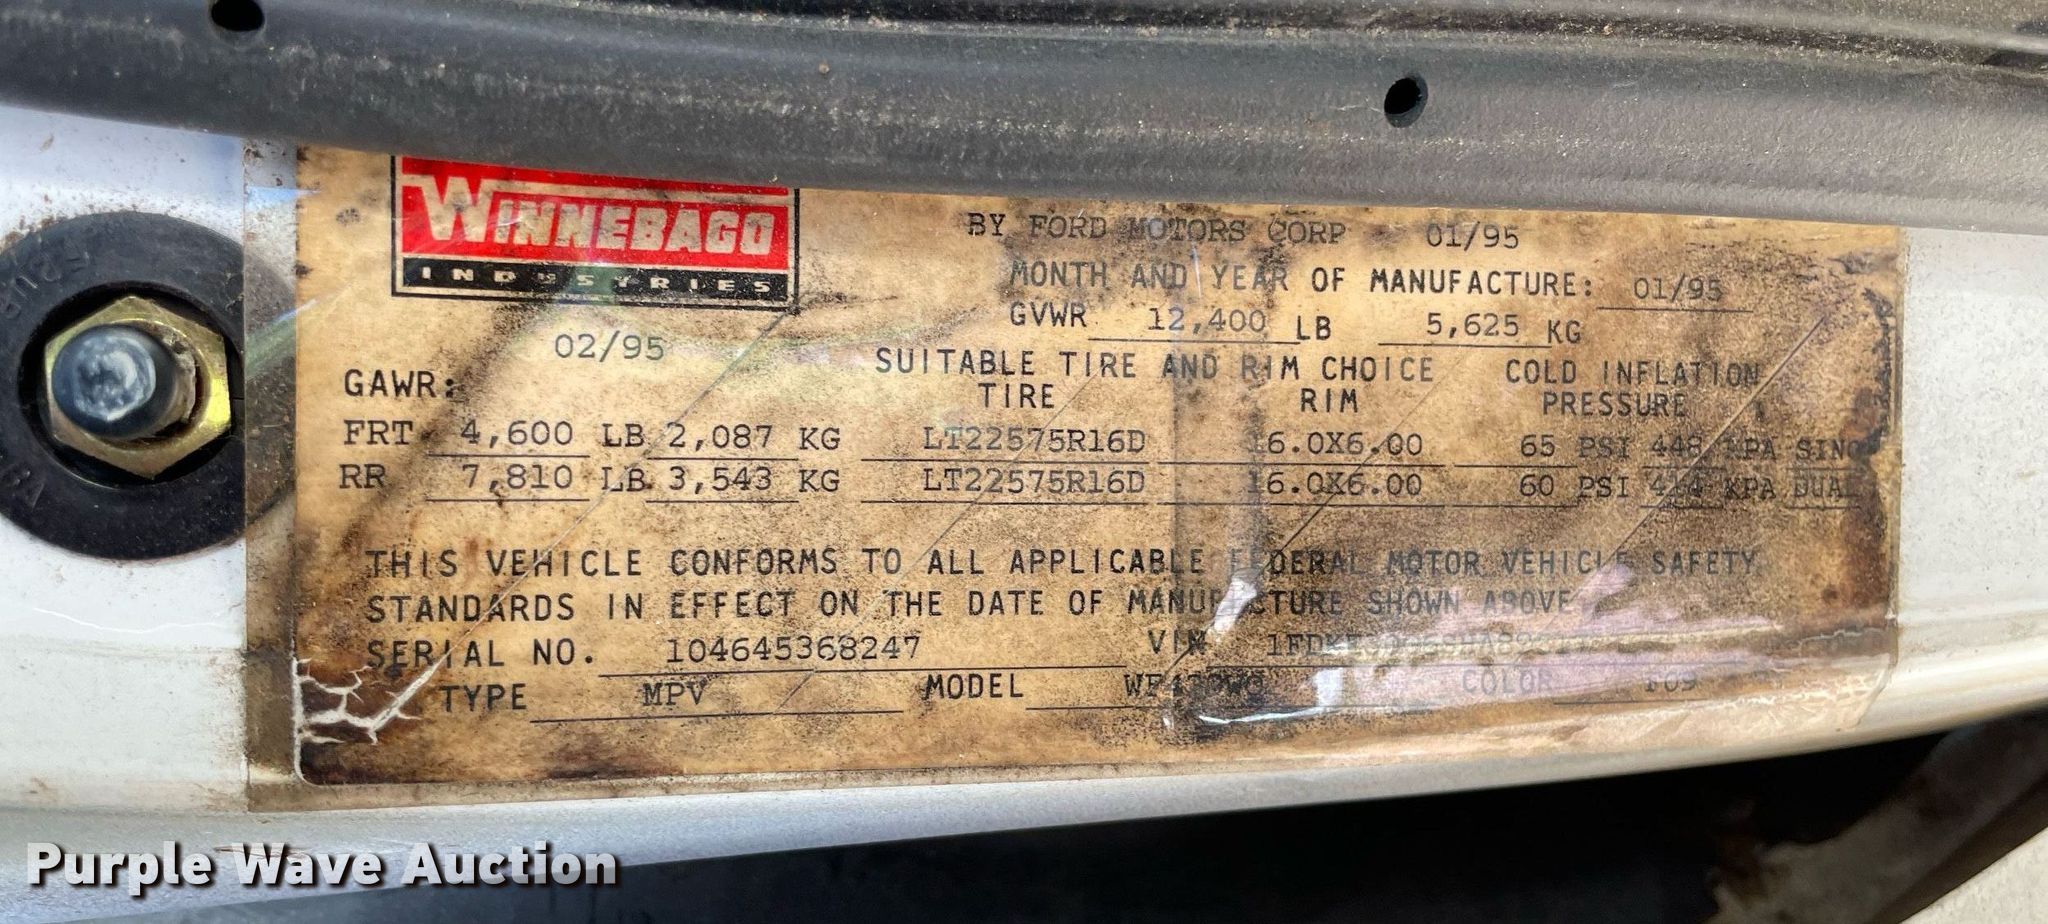 WINNEBAGO
INDUSTRIES
BY FORD MOTORS CORP 01/95
MONTH AND YEAR OF MANUFACTURE: 01/95
GVWR 12,400 LB 5,625 KG
02/95
SUITABLE TIRE AND RIM CHOICE COLD INFLATION
GAWR: TIRE RIM PRESSURE
FRT 4,600 LB 2,087 KG LT22575R16D 16.0X6.00 65 PSI 448 KPA
RR 7,810 LB 3,543 KG LT22575R16D 16.0X6.00 60 PSI 414 KPA DUAL
THIS VEHICLE CONFORMS TO ALL APPLICABLE FEDERAL MOTOR VEHICLE SAFETY
STANDARDS IN EFFECT ON THE DATE OF MANUFACTURE SHOWN ABOVE
SERIAL NO. 104645368247 VIN
TYPE MPV MODEL COLOR F09
Purple Wave Auction